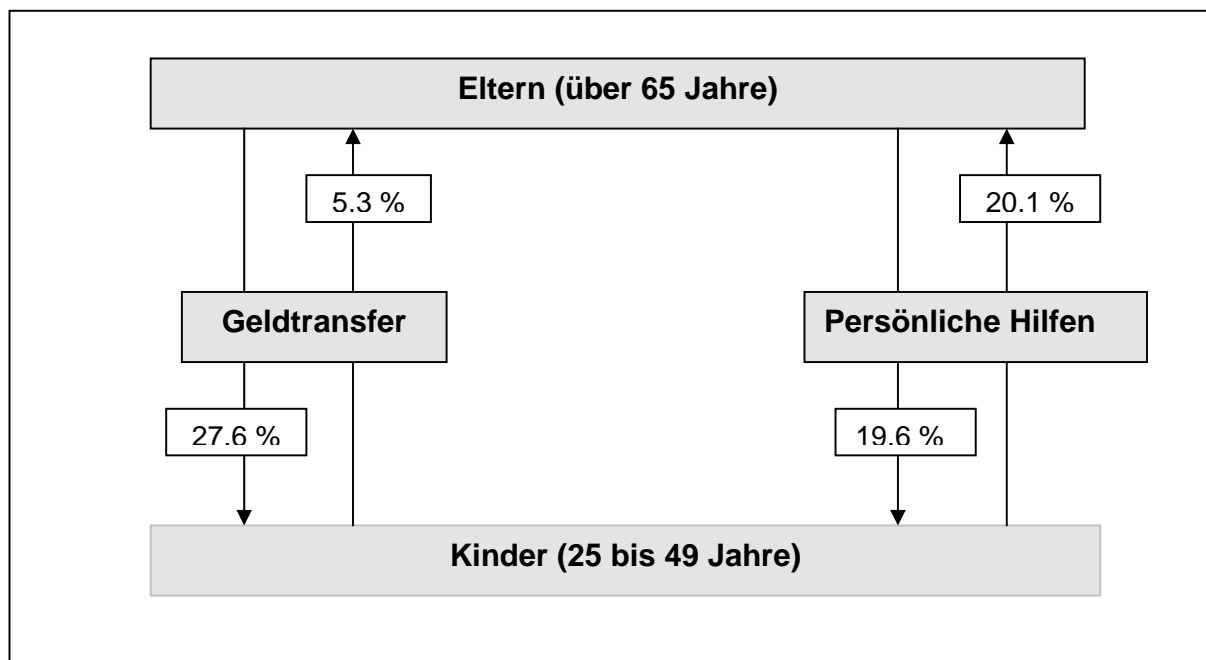 Eltern (über 65 Jahre)
5.3 %
20.1 %
Geldtransfer
Persönliche Hilfen
27.6 %
19.6 %
Kinder (25 bis 49 Jahre)